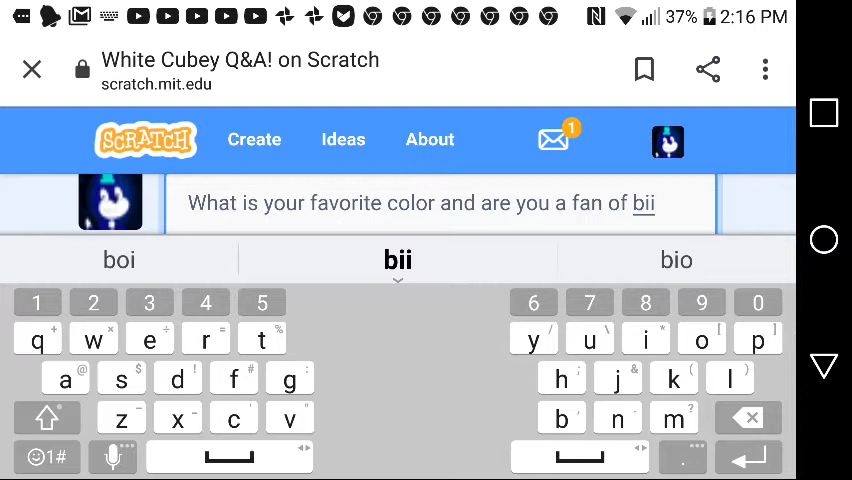 37% 2:16 PM
White Cubey Q&A! on Scratch
scratch.mit.edu
SCRATCH Create Ideas About 1
What is your favorite color and are you a fan of bii
boi bii bio
1 2 3 4 5 6 7 8 9 0
q + w × e ÷ r = t % y / u \ i * o [ p ]
a @ s $ d ! f # g : h ; j & k ( l )
z - x _ c ' v " b , n . m ?
1# .